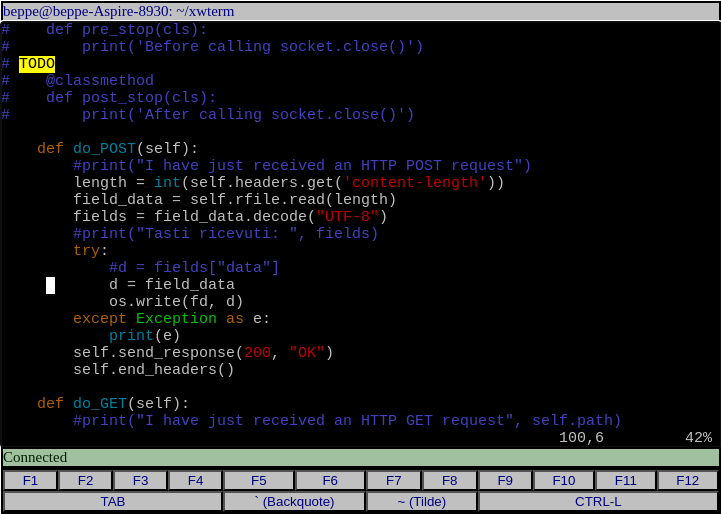 beppe@beppe-Aspire-8930: ~/xwterm
#    def pre_stop(cls):
#        print('Before calling socket.close()')
# TODO
#    @classmethod
#    def post_stop(cls):
#        print('After calling socket.close()')
    def do_POST(self):
        #print("I have just received an HTTP POST request")
        length = int(self.headers.get('content-length'))
        field_data = self.rfile.read(length)
        fields = field_data.decode("UTF-8")
        #print("Tasti ricevuti: ", fields)
        try:
            #d = fields["data"]
            d = field_data
            os.write(fd, d)
        except Exception as e:
            print(e)
        self.send_response(200, "OK")
        self.end_headers()
    def do_GET(self):
        #print("I have just received an HTTP GET request", self.path)
100,6         42%
Connected
F1 F2 F3 F4 F5 F6 F7 F8 F9 F10 F11 F12
TAB ` (Backquote) ~ (Tilde) CTRL-L